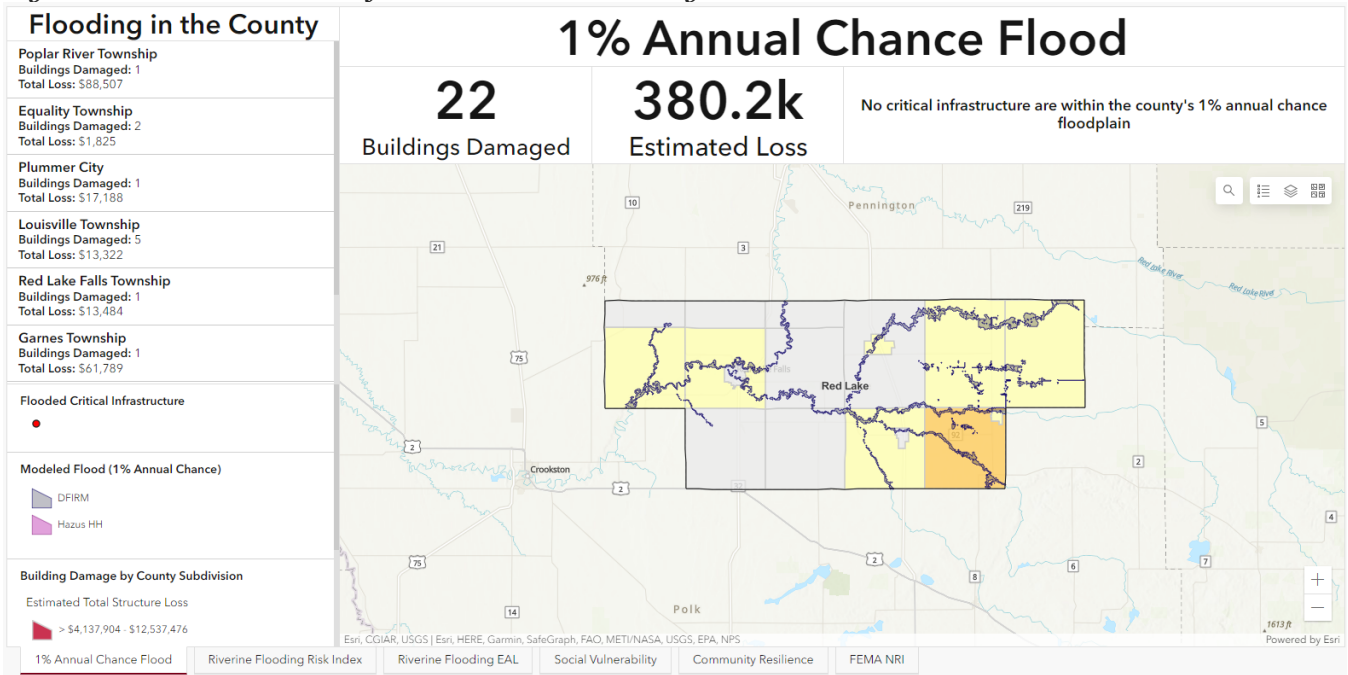 Flooding in the County
Poplar River Township
Buildings Damaged: 1
Total Loss: $88,507
Equality Township
Buildings Damaged: 2
Total Loss: $1,825
Plummer City
Buildings Damaged: 1
Total Loss: $17,188
Louisville Township
Buildings Damaged: 5
Total Loss: $13,322
Red Lake Falls Township
Buildings Damaged: 1
Total Loss: $13,484
Garnes Township
Buildings Damaged: 1
Total Loss: $61,789
Flooded Critical Infrastructure
Modeled Flood (1% Annual Chance)
DFIRM
Hazus HH
Building Damage by County Subdivision
Estimated Total Structure Loss
> $4,137,904 - $12,537,476
1% Annual Chance Flood
22
Buildings Damaged
380.2k
Estimated Loss
No critical infrastructure are within the county's 1% annual chance
floodplain
10
Pennington
219
21
3
Red Lake River
Red Lake River
976 ft
75
Falls
Red Lake
92
5
2
Crookston
2
2
4
75
2
7
6
8
14
Polk
1613 ft
Esri, CGIAR, USGS | Esri, HERE, Garmin, SafeGraph, FAO, METI/NASA, USGS, EPA, NPS
Powered by Esri
1% Annual Chance Flood
Riverine Flooding Risk Index
Riverine Flooding EAL
Social Vulnerability
Community Resilience
FEMA NRI